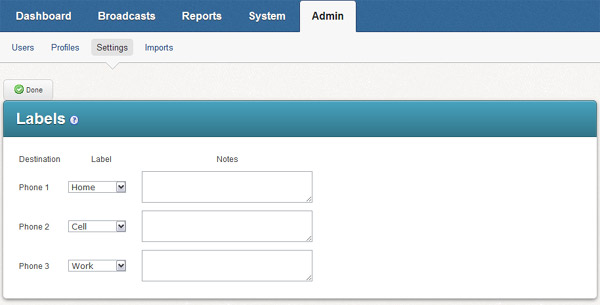 Dashboard Broadcasts Reports System Admin
Users Profiles Settings Imports
Done
Labels ?
Destination Label Notes
Phone 1 Home
Phone 2 Cell
Phone 3 Work